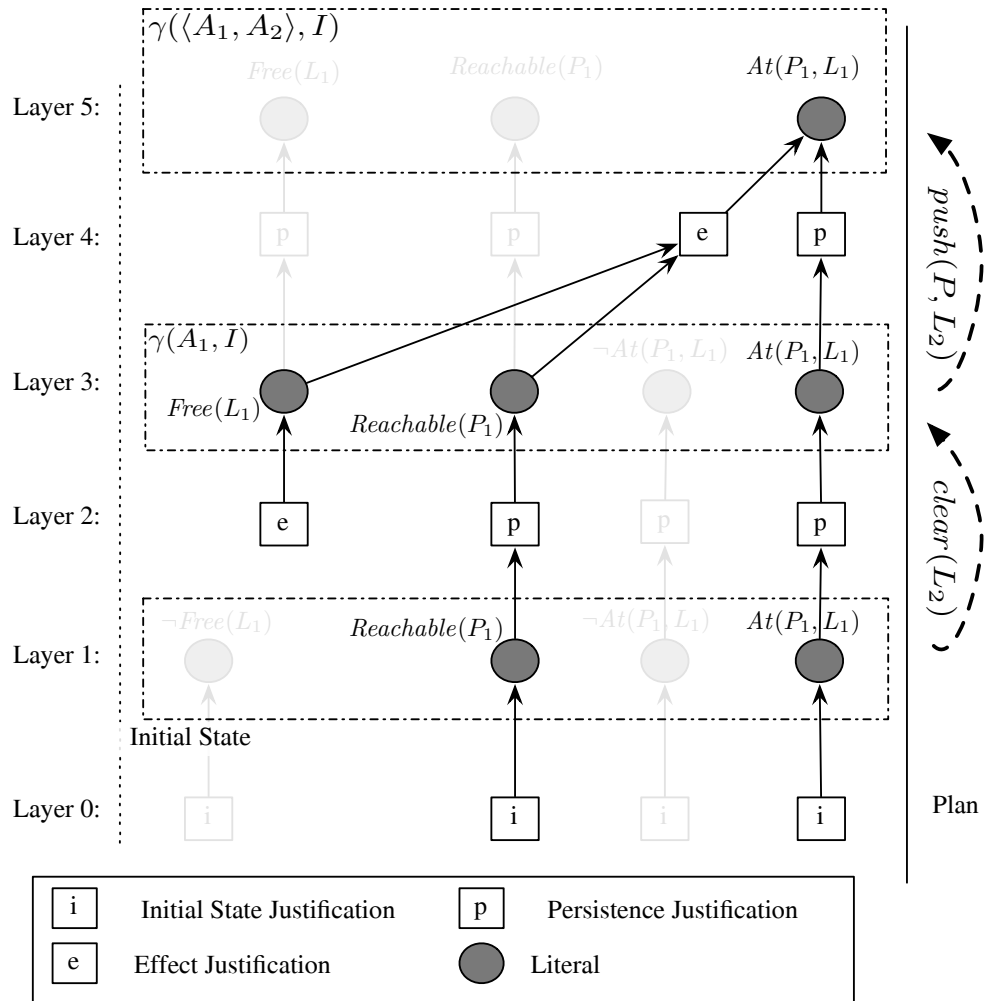 γ(⟨A₁, A₂⟩, I)
Free(L₁) Reachable(P₁) At(P₁, L₁)
Layer 5:
Layer 4: p p e p
push(P, L₂)
γ(A₁, I) ¬At(P₁, L₁) At(P₁, L₁)
Layer 3:
Free(L₁) Reachable(P₁)
Layer 2: e p p p
clear(L₂)
¬Free(L₁) Reachable(P₁) ¬At(P₁, L₁) At(P₁, L₁)
Layer 1:
Initial State
Layer 0: i i i i
Plan
i Initial State Justification p Persistence Justification
e Effect Justification Literal